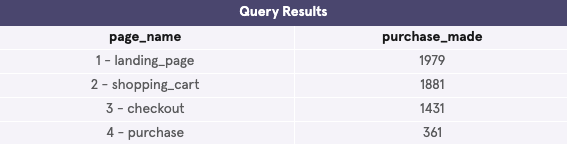 Query Results
page_name purchase_made
1 - landing_page 1979
2 - shopping_cart 1881
3 - checkout 1431
4 - purchase 361